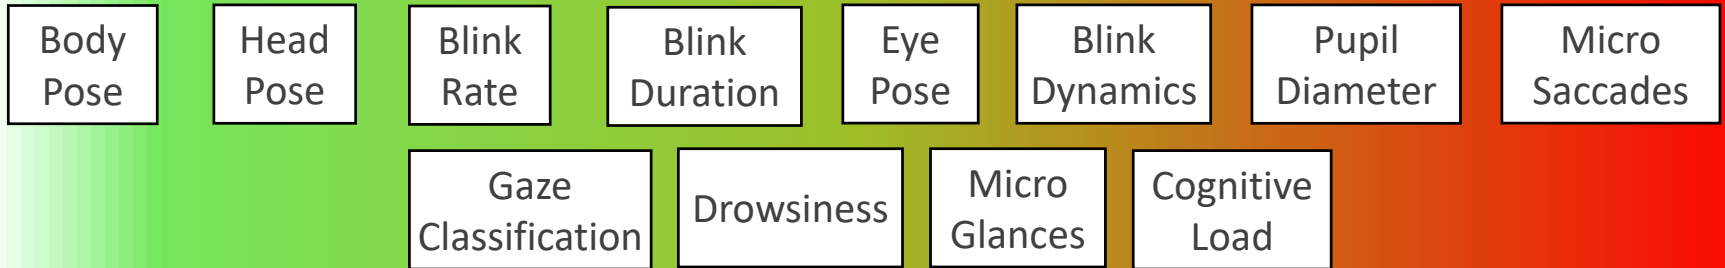 Body
Pose
Head
Pose
Blink
Rate
Blink
Duration
Eye
Pose
Blink
Dynamics
Pupil
Diameter
Micro
Saccades
Gaze
Classification
Drowsiness
Micro
Glances
Cognitive
Load